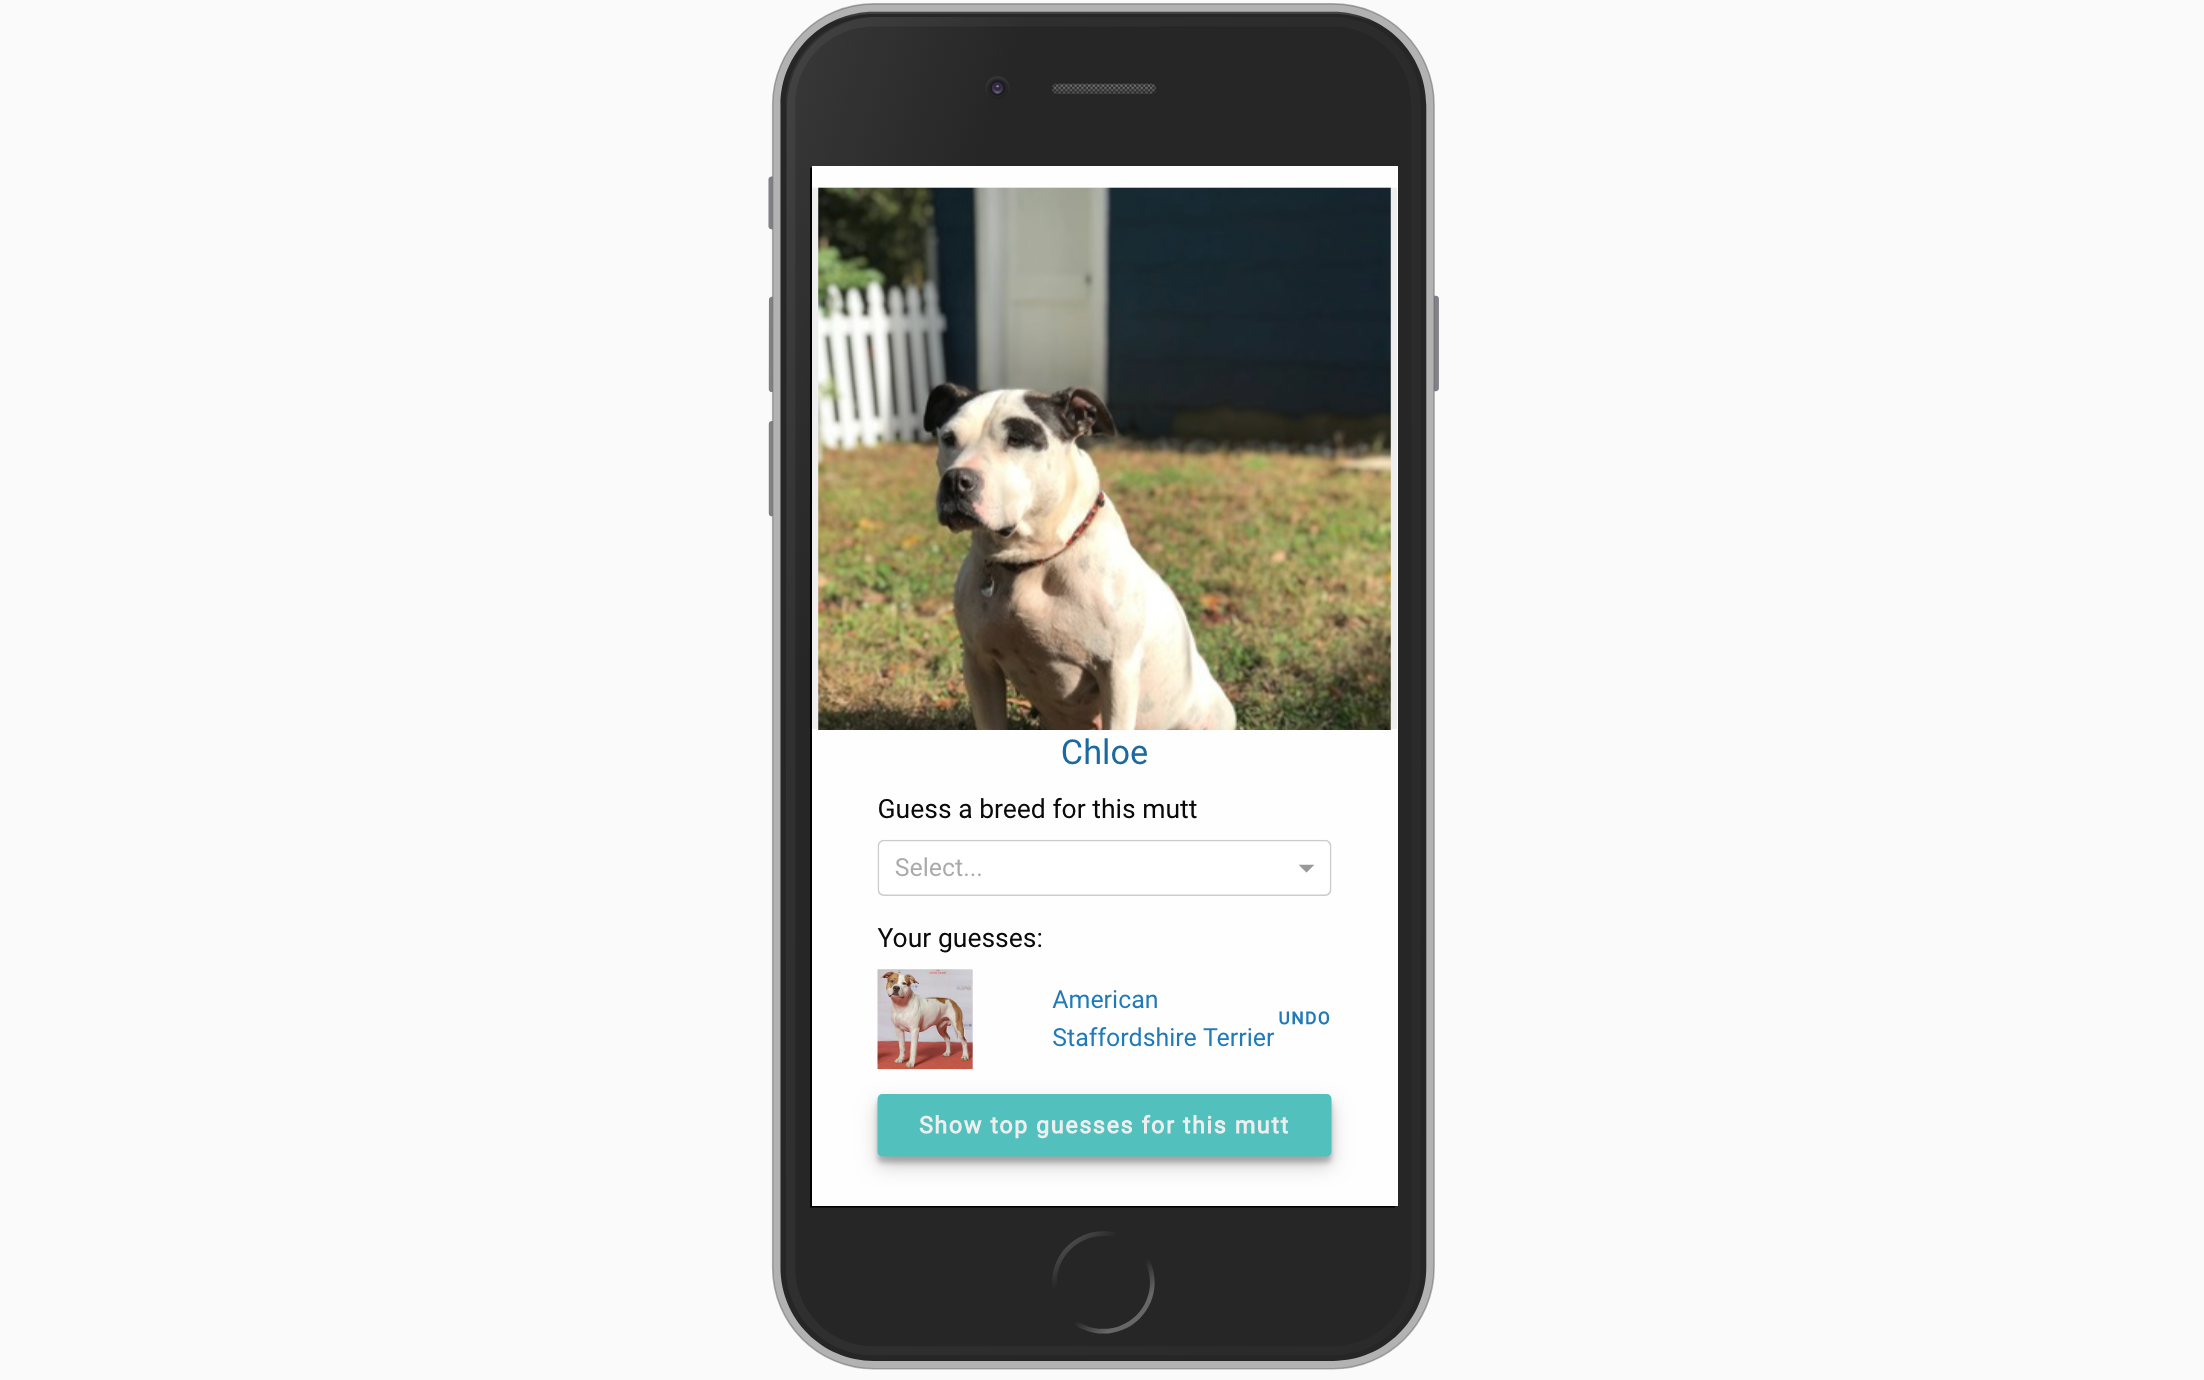 Chloe
Guess a breed for this mutt
Select...
Your guesses:
American
Staffordshire Terrier
UNDO
Show top guesses for this mutt